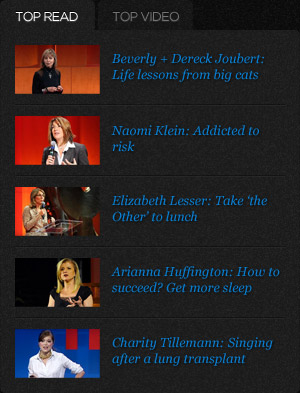 TOP READ TOP VIDEO
Beverly + Dereck Joubert:
Life lessons from big cats
Naomi Klein: Addicted to
risk
Elizabeth Lesser: Take 'the
Other' to lunch
Arianna Huffington: How to
succeed? Get more sleep
Charity Tillemann: Singing
after a lung transplant